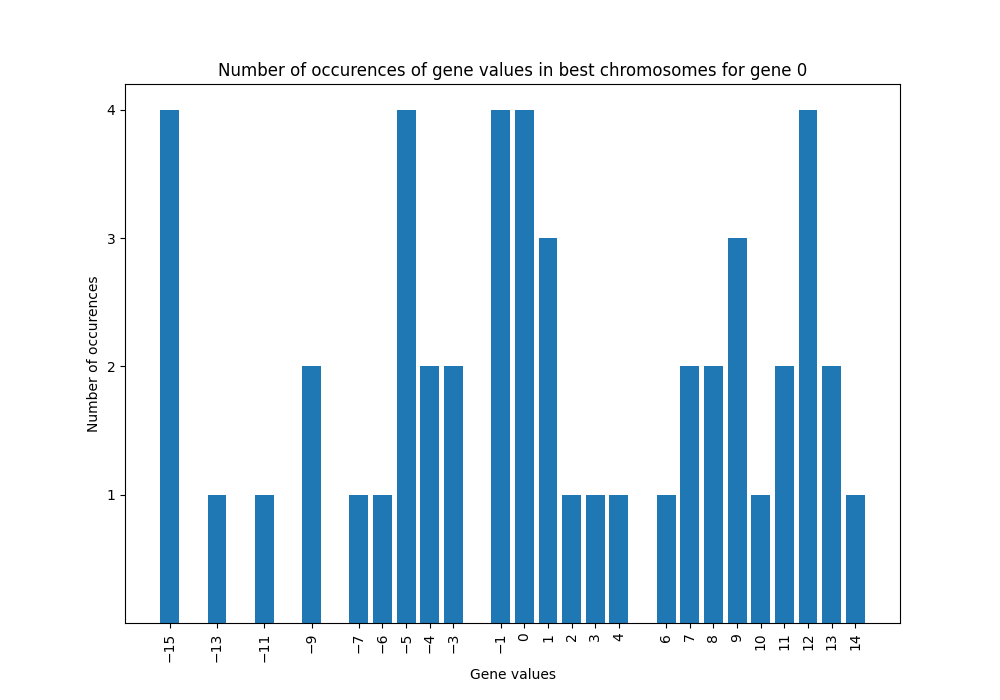 Number of occurences of gene values in best chromosomes for gene 0
Number of occurences
4
3
2
1
−15 −13 −11 −9 −7 −6 −5 −4 −3 −1 0 1 2 3 4 6 7 8 9 10 11 12 13 14
Gene values